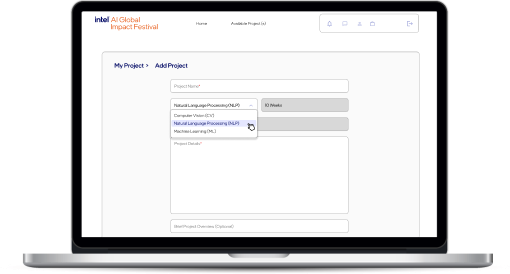 intel AI Global
Impact Festival
Home
Available Project(s)
My Project > Add Project
Project Name*
Natural Language Processing (NLP)
10 Weeks
Computer Vision (CV)
Natural Language Processing (NLP)
Machine Learning (ML)
Project Details*
Brief Project Overview (Optional)